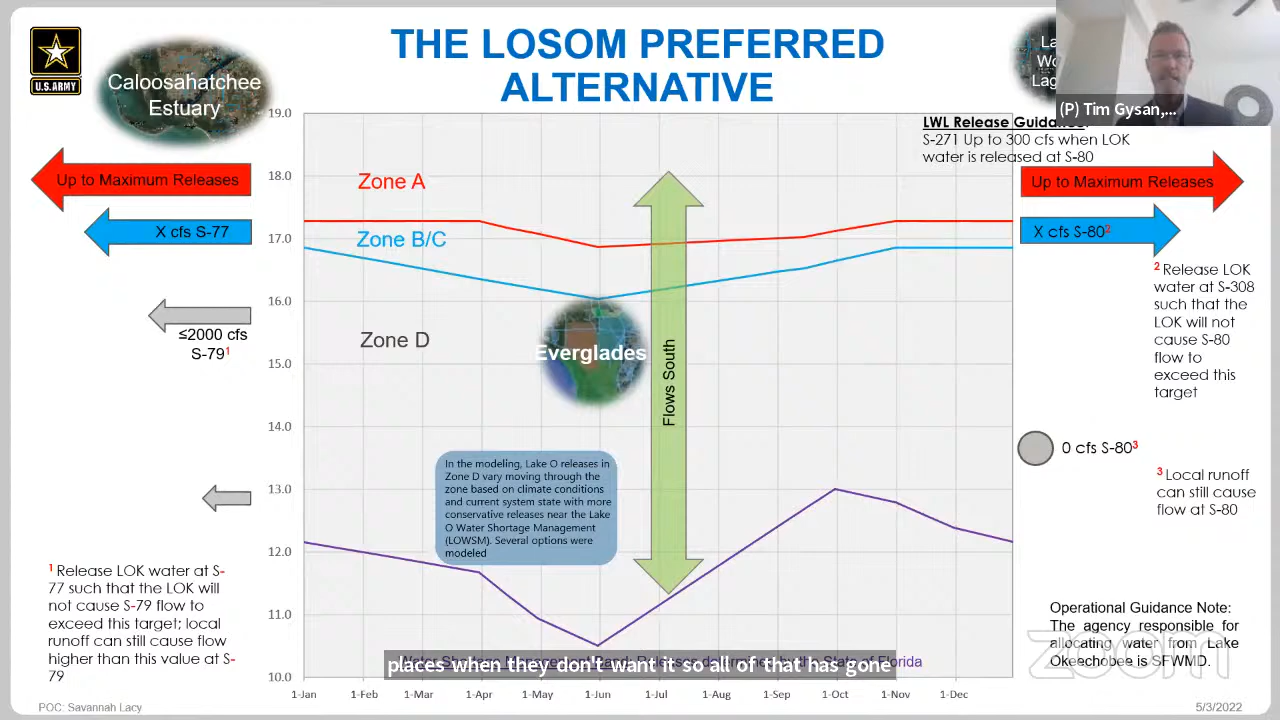 U.S. ARMY
THE LOSOM PREFERRED
ALTERNATIVE
Caloosahatchee
Estuary
(P) Tim Gysan,...
LWL Release Guidance
S-271 Up to 300 cfs when LOK
water is released at S-80
Up to Maximum Releases
X cfs S-77
≤2000 cfs
S-79¹
¹ Release LOK water at S-
77 such that the LOK will
not cause S-79 flow to
exceed this target; local
runoff can still cause flow
higher than this value at S-
79
19.0
18.0
17.0
16.0
15.0
14.0
13.0
12.0
11.0
10.0
Zone A
Zone B/C
Zone D
Everglades
Flows South
In the modeling, Lake O releases in
Zone D vary moving through the
zone based on climate conditions
and current system state with more
conservative releases near the Lake
O Water Shortage Management
(LOWSM). Several options were
modeled
places when they don't want it so all of that has gone
1-Jan 1-Feb 1-Mar 1-Apr 1-May 1-Jun 1-Jul 1-Aug 1-Sep 1-Oct 1-Nov 1-Dec
Up to Maximum Releases
X cfs S-80²
² Release LOK
water at S-308
such that the
LOK will not
cause S-80
flow to
exceed this
target
0 cfs S-80³
³ Local runoff
can still cause
flow at S-80
Operational Guidance Note:
The agency responsible for
allocating water from Lake
Okeechobee is SFWMD.
zoom
POC: Savannah Lacy
5/3/2022